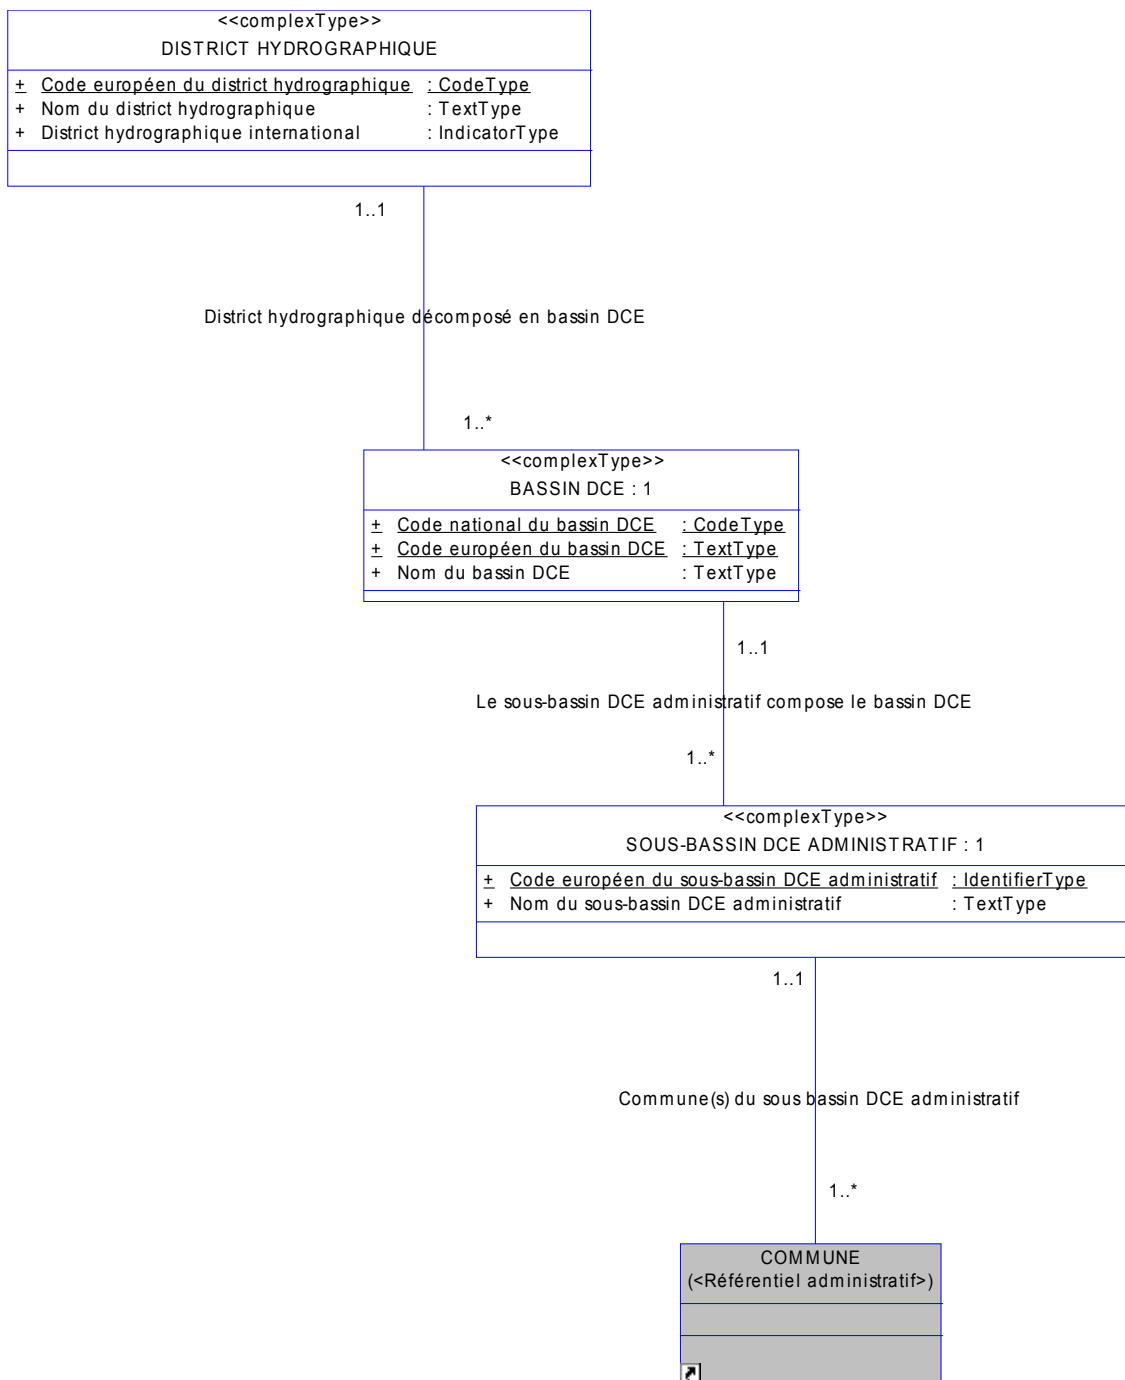 <<complexType>>
DISTRICT HYDROGRAPHIQUE
+ Code européen du district hydrographique : CodeType
+ Nom du district hydrographique : TextType
+ District hydrographique international : IndicatorType
1..1
District hydrographique décomposé en bassin DCE
1..*
<<complexType>>
BASSIN DCE : 1
+ Code national du bassin DCE : CodeType
+ Code européen du bassin DCE : TextType
+ Nom du bassin DCE : TextType
1..1
Le sous-bassin DCE administratif compose le bassin DCE
1..*
<<complexType>>
SOUS-BASSIN DCE ADMINISTRATIF : 1
+ Code européen du sous-bassin DCE administratif : IdentifierType
+ Nom du sous-bassin DCE administratif : TextType
1..1
Commune(s) du sous bassin DCE administratif
1..*
COMMUNE
(<Référentiel administratif>)